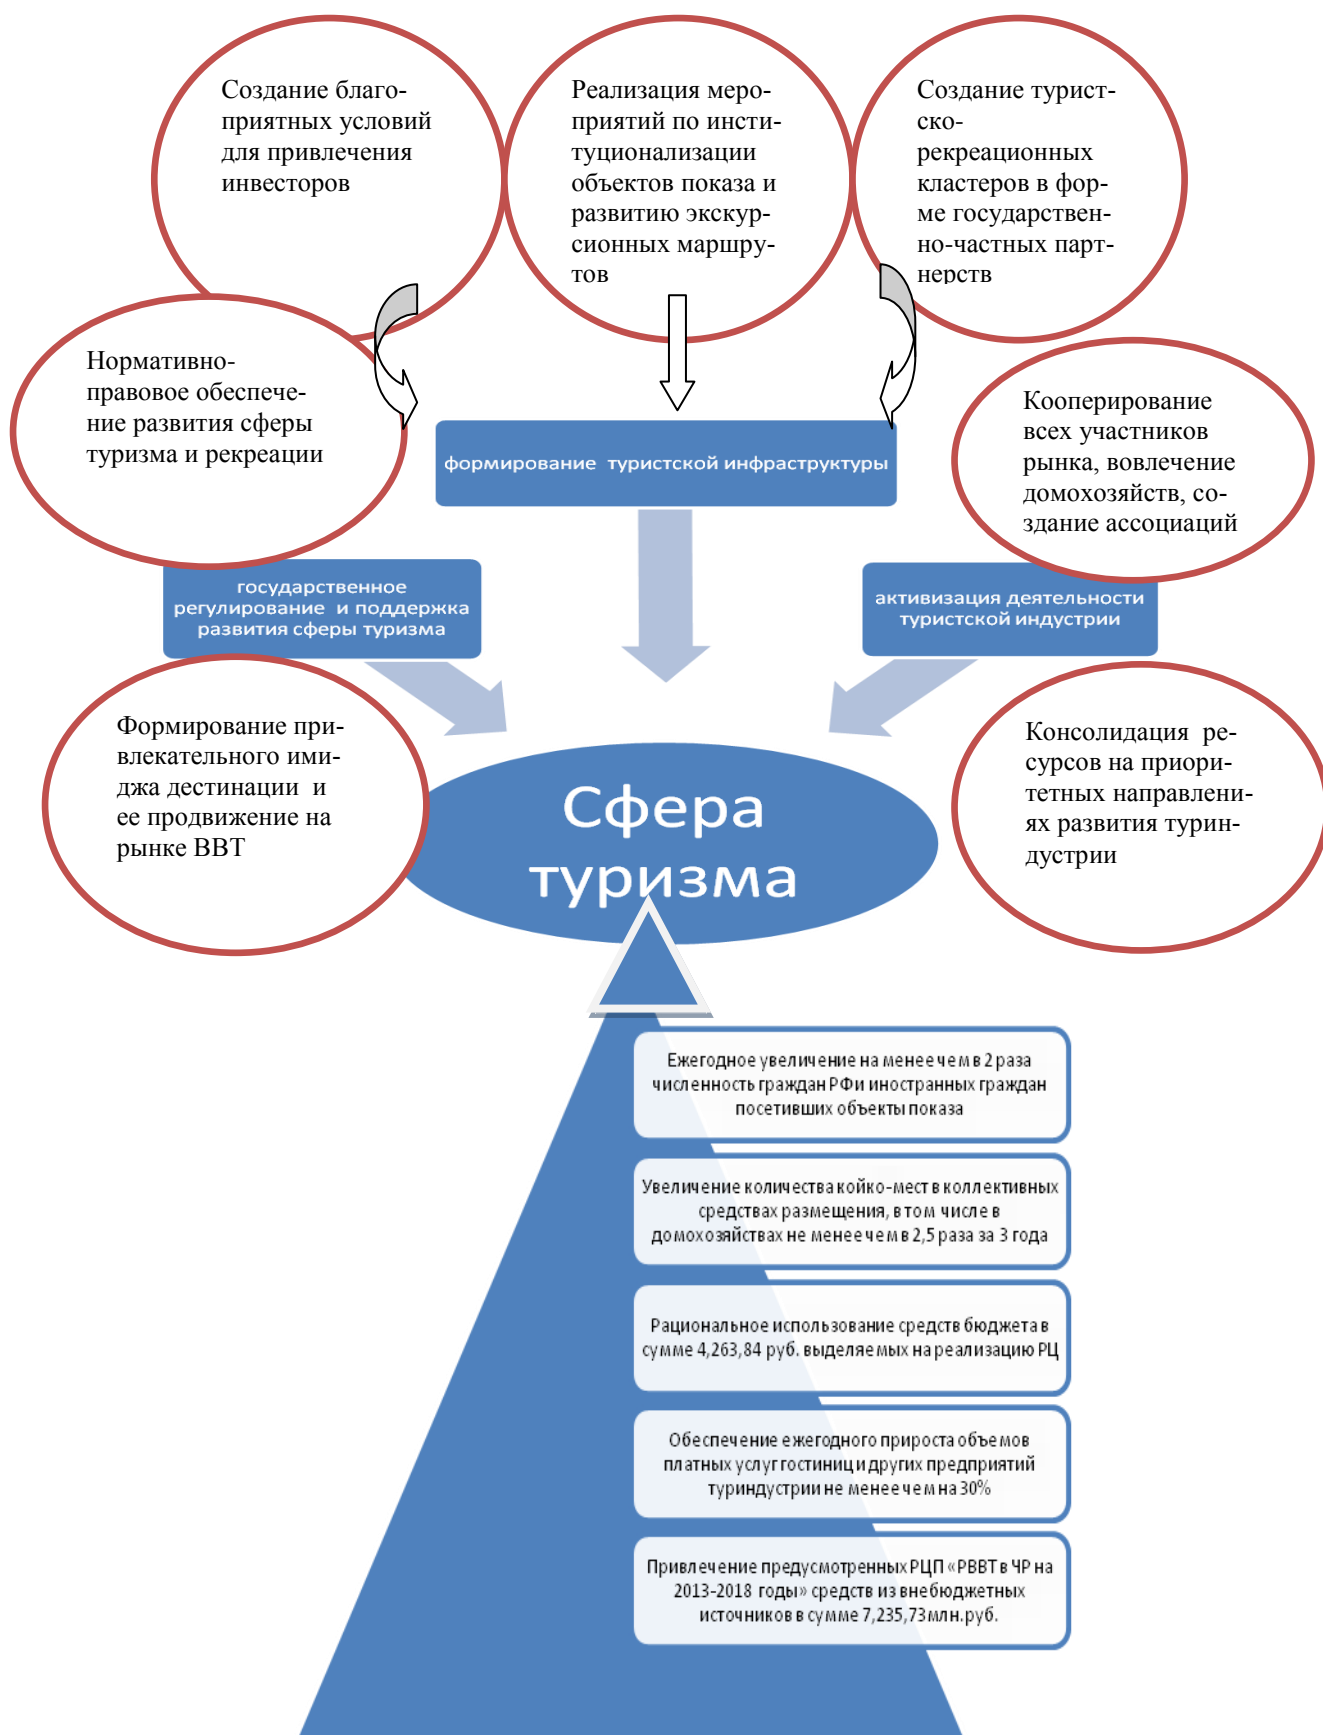 Создание благо-
приятных условий
для привлечения
инвесторов
Реализация меро-
приятий по инсти-
туционализации
объектов показа и
развитию экскур-
сионных маршру-
тов
Создание турист-
ско-
рекреационных
кластеров в фор-
ме государствен-
но-частных парт-
нерств
Нормативно-
правовое обеспече-
ние развития сферы
туризма и рекреации
формирование туристской инфраструктуры
Кооперирование
всех участников
рынка, вовлечение
домохозяйств, со-
здание ассоциаций
государственное
регулирование и поддержка
развития сферы туризма
активизация деятельности
туристской индустрии
Формирование при-
влекательного ими-
джа дестинации и
ее продвижение на
рынке ВВТ
Сфера
туризма
Консолидация ре-
сурсов на приори-
тетных направлени-
ях развития турин-
дустрии
Ежегодное увеличение на менее чем в 2 раза
численность граждан РФ и иностранных граждан
посетивших объекты показа
Увеличение количества койко-мест в коллективных
средствах размещения, в том числе в
домохозяйствах не менее чем в 2,5 раза за 3 года
Рациональное использование средств бюджета в
сумме 4,263,84 руб. выделяемых на реализацию РЦ
Обеспечение ежегодного прироста объемов
платных услуг гостиниц и других предприятий
туриндустрии не менее чем на 30%
Привлечение предусмотренных РЦП «РВВТ в ЧР на
2013-2018 годы» средств из внебюджетных
источников в сумме 7,235,73млн.руб.